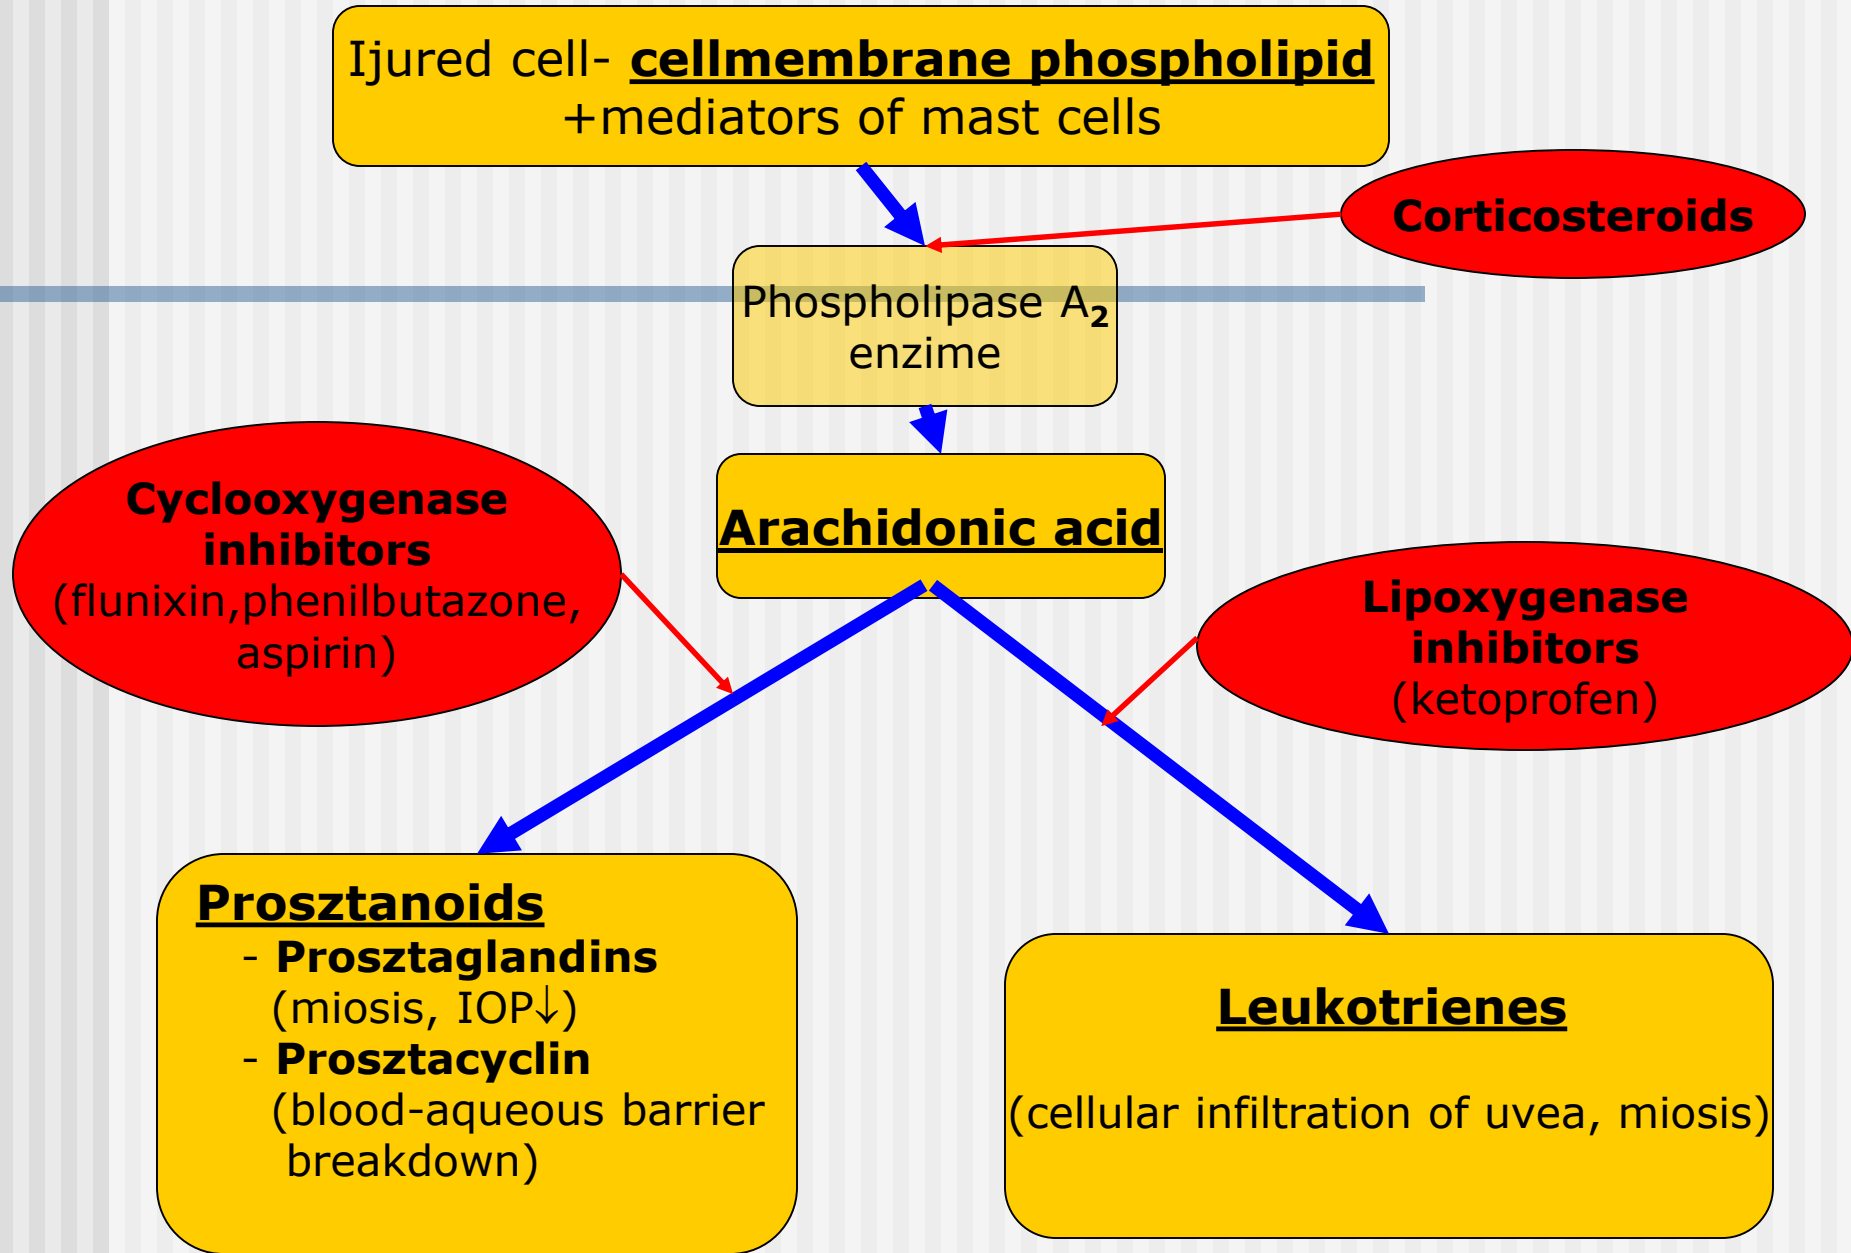 Ijured cell- cellmembrane phospholipid
+mediators of mast cells
Corticosteroids
Phospholipase A₂
enzime
Cyclooxygenase
inhibitors
(flunixin,phenilbutazone,
aspirin)
Arachidonic acid
Lipoxygenase
inhibitors
(ketoprofen)
Prosztanoids
- Prosztaglandins
(miosis, IOP↓)
- Prosztacyclin
(blood-aqueous barrier
breakdown)
Leukotrienes
(cellular infiltration of uvea, miosis)